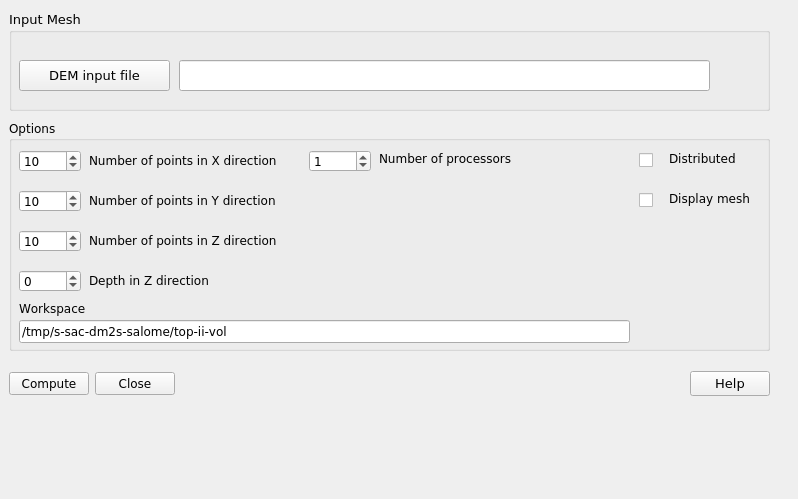 Input Mesh
DEM input file
Options
10 Number of points in X direction 1 Number of processors Distributed
10 Number of points in Y direction Display mesh
10 Number of points in Z direction
0 Depth in Z direction
Workspace
/tmp/s-sac-dm2s-salome/top-ii-vol
Compute Close Help